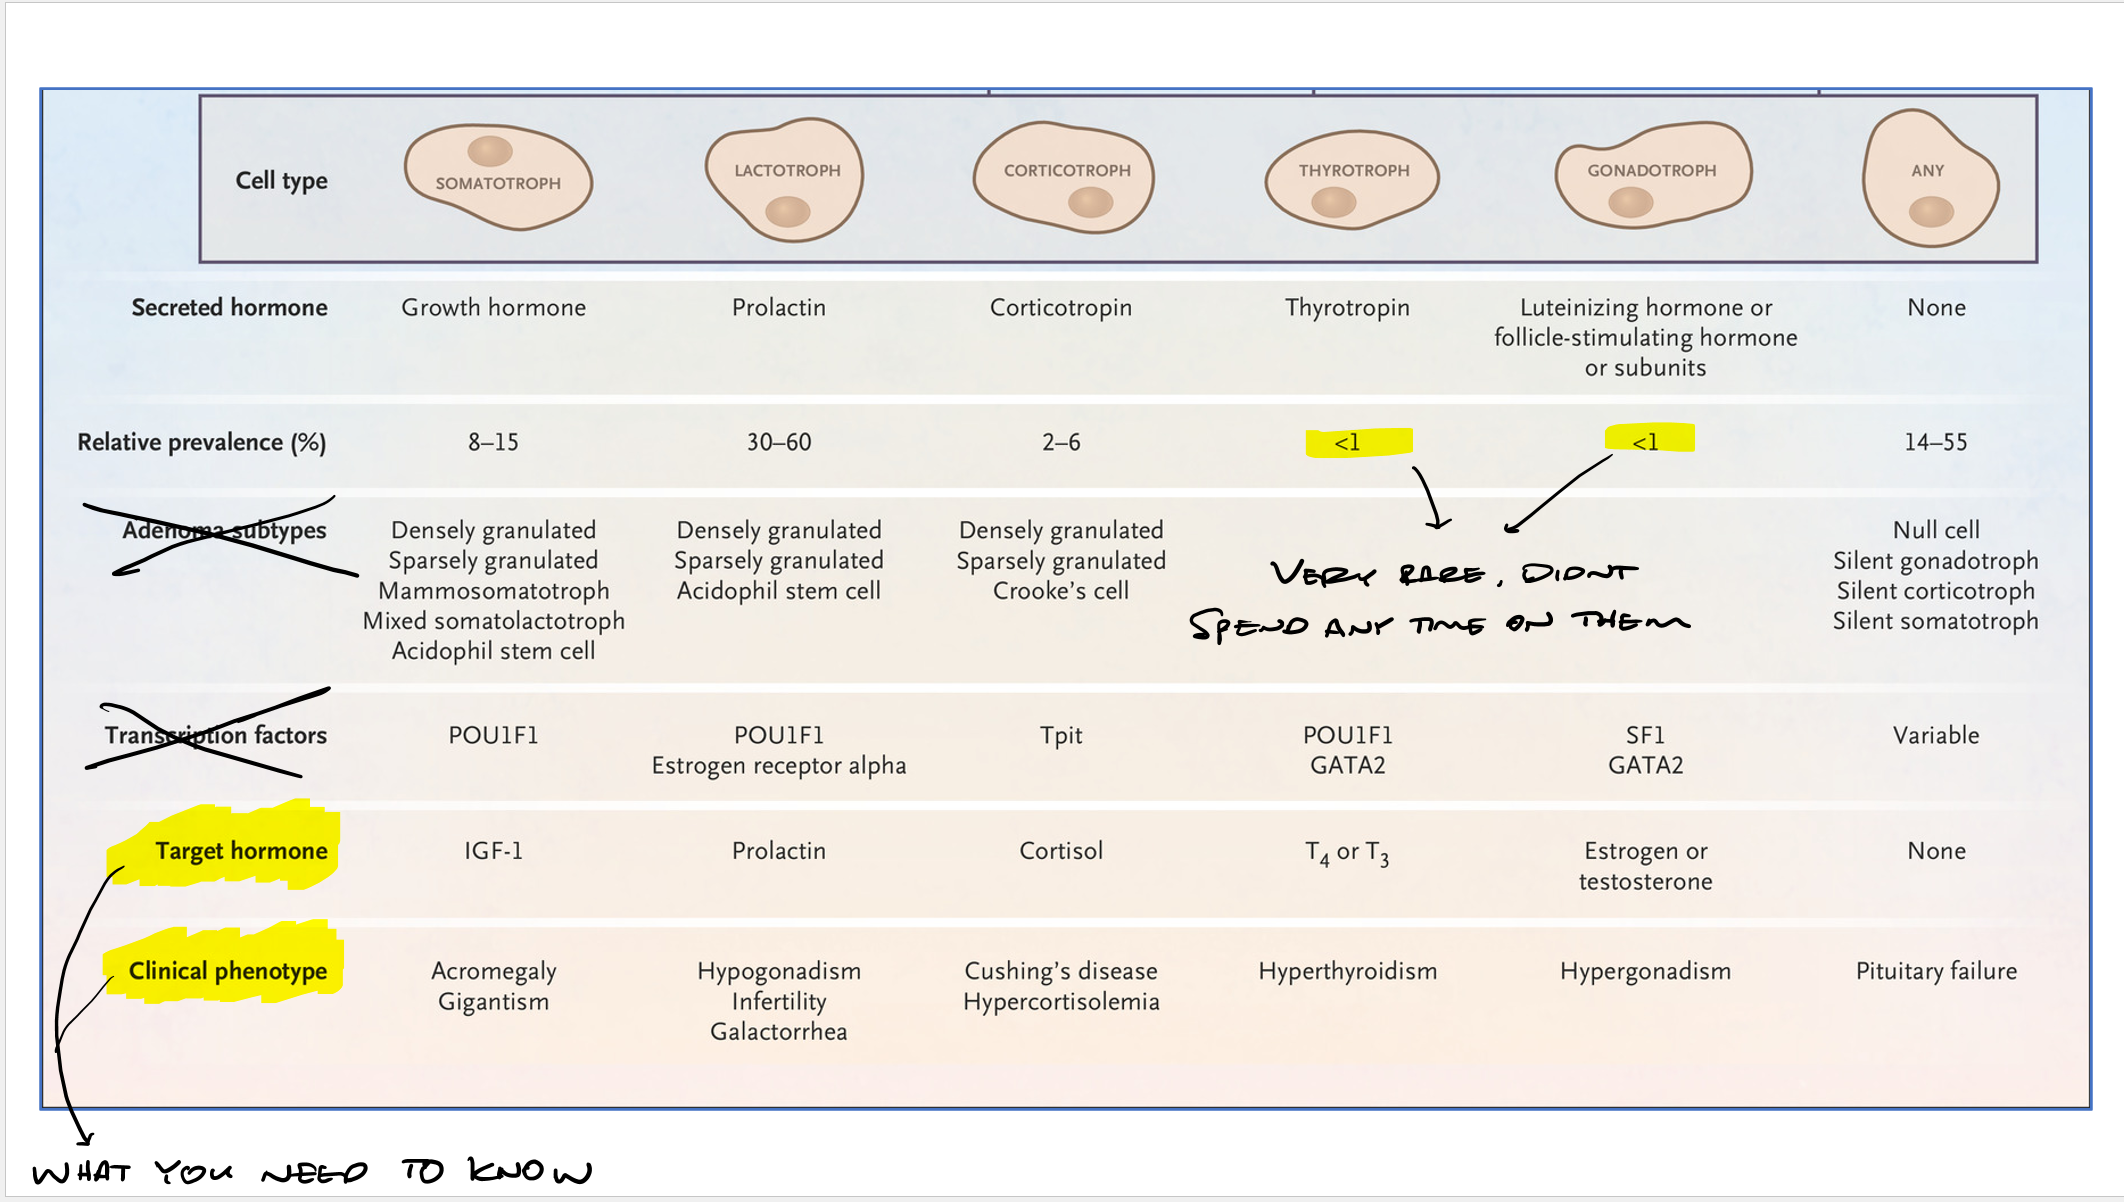 Cell type
SOMATOTROPH
LACTOTROPH
CORTICOTROPH
THYROTROPH
GONADOTROPH
ANY
Secreted hormone
Growth hormone
Prolactin
Corticotropin
Thyrotropin
Luteinizing hormone or
follicle-stimulating hormone
or subunits
None
Relative prevalence (%)
8–15
30–60
2–6
<1
<1
14–55
Adenoma subtypes
Densely granulated
Sparsely granulated
Mammosomatotroph
Mixed somatolactotroph
Acidophil stem cell
Densely granulated
Sparsely granulated
Acidophil stem cell
Densely granulated
Sparsely granulated
Crooke’s cell
VERY RARE, DIDNT
SPEND ANY TIME ON THEM
Null cell
Silent gonadotroph
Silent corticotroph
Silent somatotroph
Transcription factors
POU1F1
POU1F1
Estrogen receptor alpha
Tpit
POU1F1
GATA2
SF1
GATA2
Variable
Target hormone
IGF-1
Prolactin
Cortisol
T4 or T3
Estrogen or
testosterone
None
Clinical phenotype
Acromegaly
Gigantism
Hypogonadism
Infertility
Galactorrhea
Cushing’s disease
Hypercortisolemia
Hyperthyroidism
Hypergonadism
Pituitary failure
WHAT YOU NEED TO KNOW